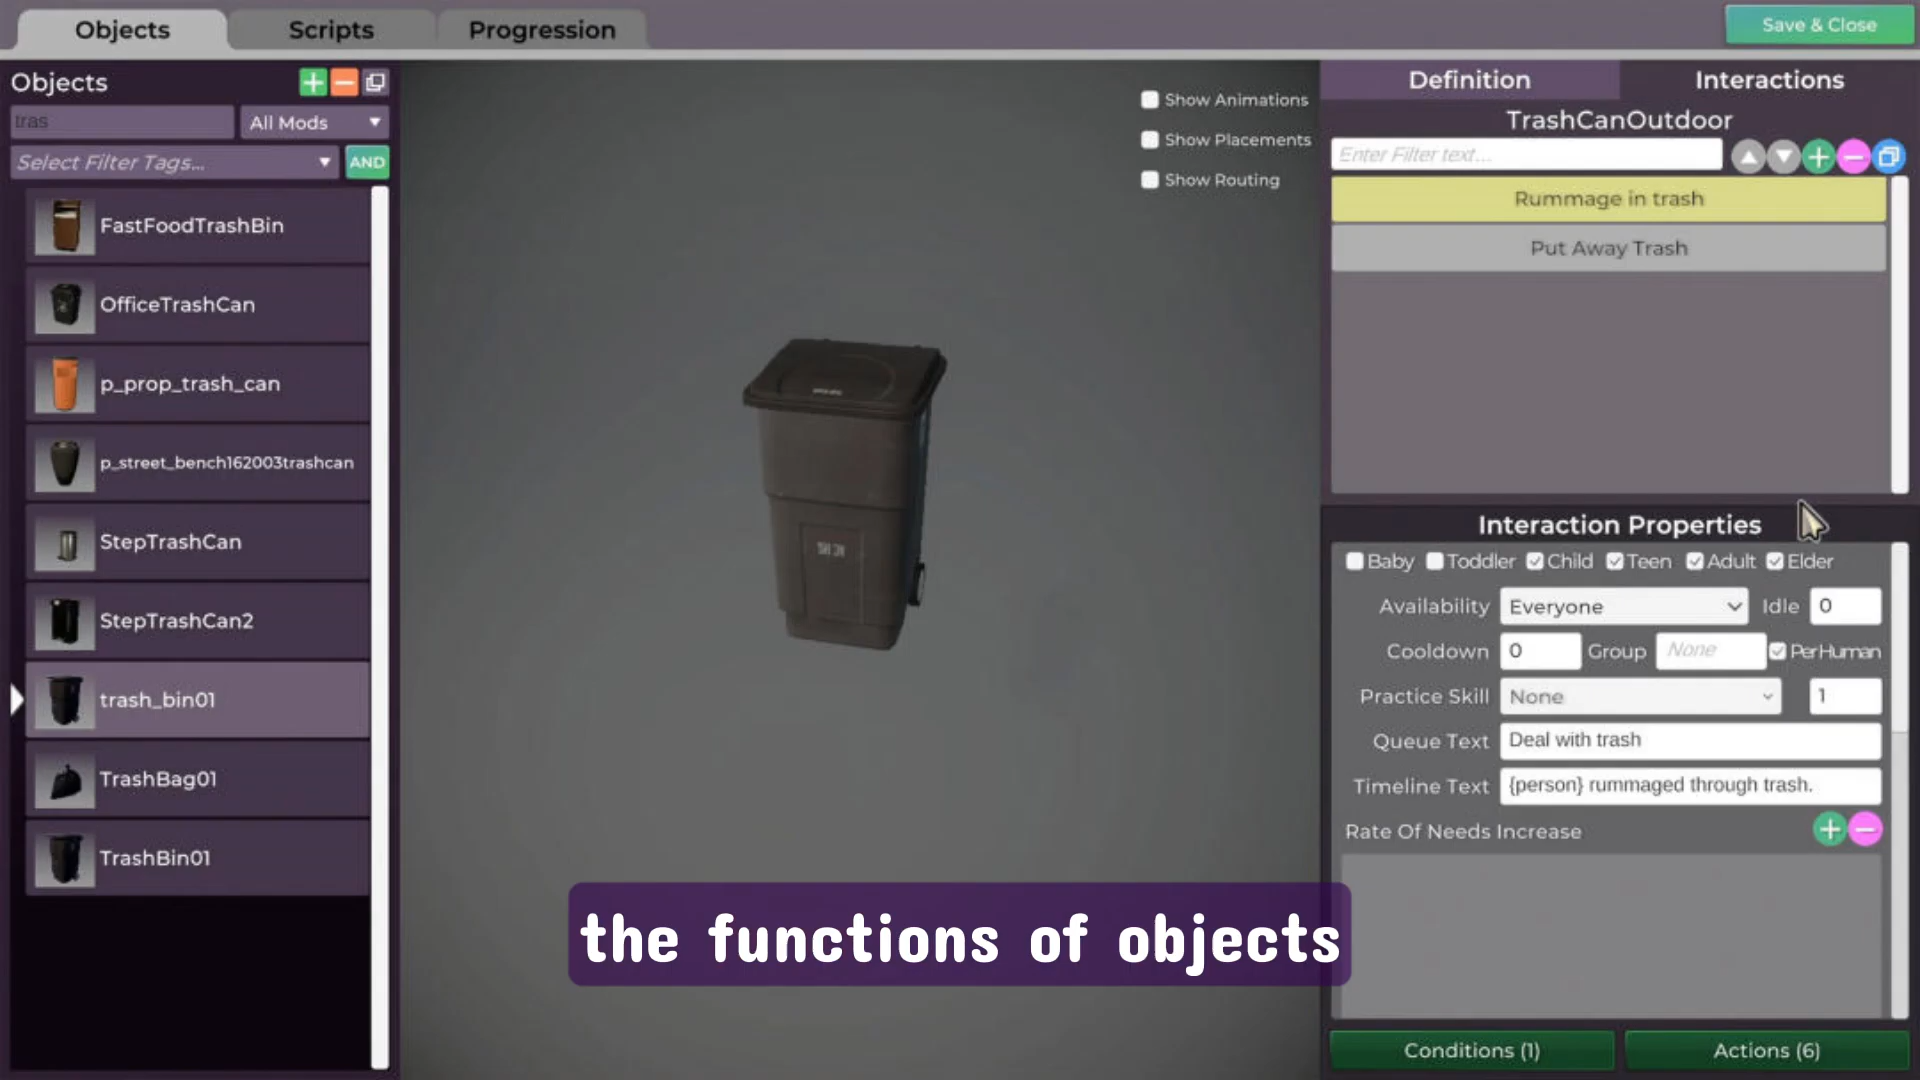 Objects
Scripts
Progression
Save & Close
Objects
tras
All Mods
Select Filter Tags...
AND
FastFoodTrashBin
OfficeTrashCan
p_prop_trash_can
p_street_bench162003trashcan
StepTrashCan
StepTrashCan2
trash_bin01
TrashBag01
TrashBin01
Show Animations
Show Placements
Show Routing
the functions of objects
Definition
Interactions
TrashCanOutdoor
Enter Filter text...
Rummage in trash
Put Away Trash
Interaction Properties
Baby Toddler Child Teen Adult Elder
Availability Everyone Idle 0
Cooldown 0 Group None PerHuman
Practice Skill None 1
Queue Text Deal with trash
Timeline Text {person} rummaged through trash.
Rate Of Needs Increase
Conditions (1)
Actions (6)